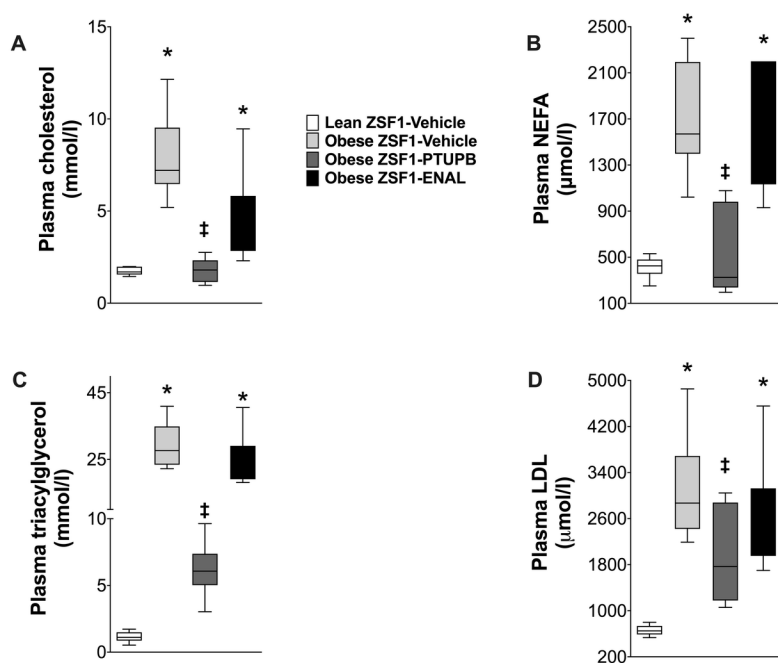 A
Plasma cholesterol
(mmol/l)
15
10
5
0
*
‡
*
Lean ZSF1-Vehicle
Obese ZSF1-Vehicle
Obese ZSF1-PTUPB
Obese ZSF1-ENAL
B
Plasma NEFA
(µmol/l)
2500
2100
1700
1300
900
500
100
*
‡
*
C
Plasma triacylglycerol
(mmol/l)
45
25
10
5
0
*
‡
*
D
Plasma LDL
(µmol/l)
5000
4200
3400
2600
1800
1000
200
*
‡
*